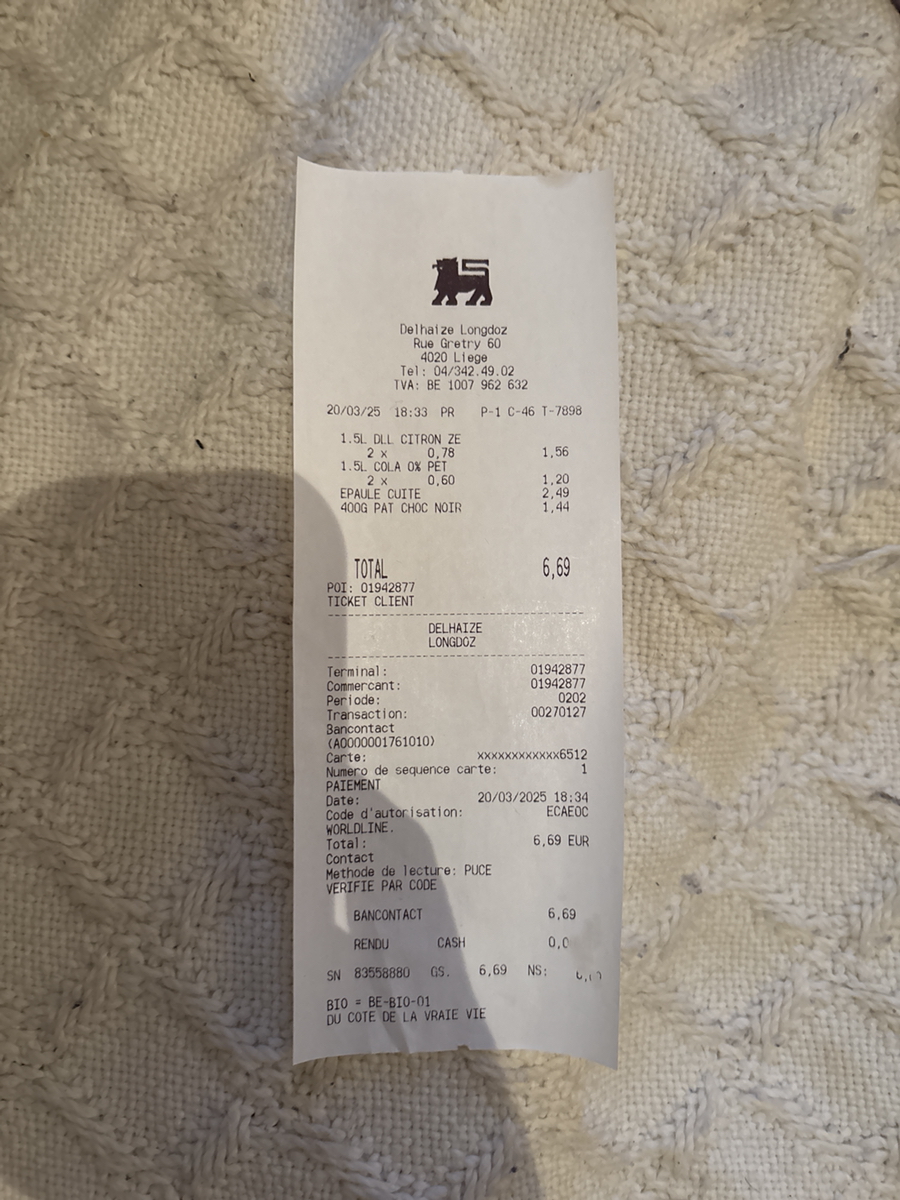 Delhaize Longdoz
Rue Gretry 60
4020 Liege
Tel: 04/342.49.02
TVA: BE 1007 962 632
20/03/25 18:33 PR P-1 C-46 T-7898
1.5L DLL CITRON ZE
2 x 0,78 1,56
1.5L COLA 0% PET
2 x 0,60 1,20
EPAULE CUITE 2,49
400G PAT CHOC NOIR 1,44
TOTAL 6,69
POI: 01942877
TICKET CLIENT
DELHAIZE
LONGDOZ
Terminal: 01942877
Commercant: 01942877
Periode: 0202
Transaction: 00270127
Bancontact
(A0000001761010)
Carte: xxxxxxxxxxxx6512
Numero de sequence carte: 1
PAIEMENT
Date: 20/03/2025 18:34
Code d'autorisation: ECAEOC
WORLDLINE.
Total: 6,69 EUR
Contact
Methode de lecture: PUCE
VERIFIE PAR CODE
BANCONTACT 6,69
RENDU CASH 0,0
SN 83558880 GS. 6,69 NS:
BIO = BE-BIO-01
DU COTE DE LA VRAIE VIE